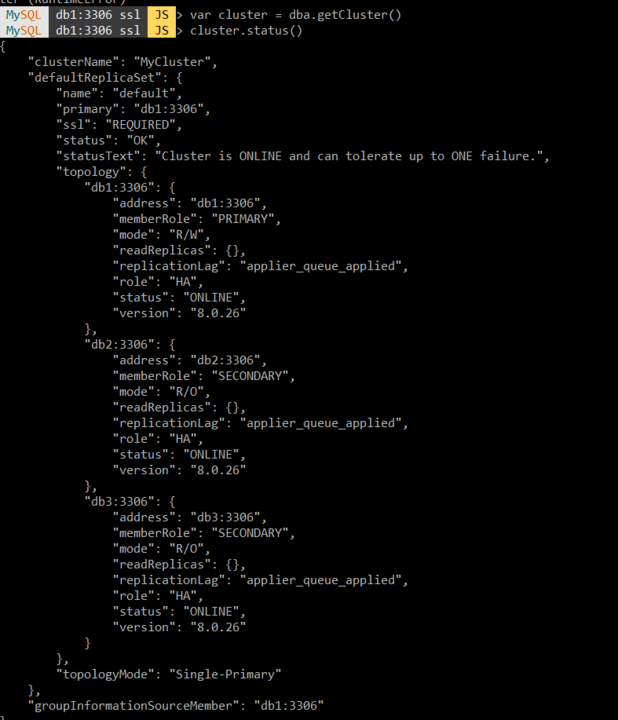 ter (RuntimeError)
MySQL db1:3306 ssl JS > var cluster = dba.getCluster()
MySQL db1:3306 ssl JS > cluster.status()
{
    "clusterName": "MyCluster",
    "defaultReplicaSet": {
        "name": "default",
        "primary": "db1:3306",
        "ssl": "REQUIRED",
        "status": "OK",
        "statusText": "Cluster is ONLINE and can tolerate up to ONE failure.",
        "topology": {
            "db1:3306": {
                "address": "db1:3306",
                "memberRole": "PRIMARY",
                "mode": "R/W",
                "readReplicas": {},
                "replicationLag": "applier_queue_applied",
                "role": "HA",
                "status": "ONLINE",
                "version": "8.0.26"
            },
            "db2:3306": {
                "address": "db2:3306",
                "memberRole": "SECONDARY",
                "mode": "R/O",
                "readReplicas": {},
                "replicationLag": "applier_queue_applied",
                "role": "HA",
                "status": "ONLINE",
                "version": "8.0.26"
            },
            "db3:3306": {
                "address": "db3:3306",
                "memberRole": "SECONDARY",
                "mode": "R/O",
                "readReplicas": {},
                "replicationLag": "applier_queue_applied",
                "role": "HA",
                "status": "ONLINE",
                "version": "8.0.26"
            }
        },
        "topologyMode": "Single-Primary"
    },
    "groupInformationSourceMember": "db1:3306"
}